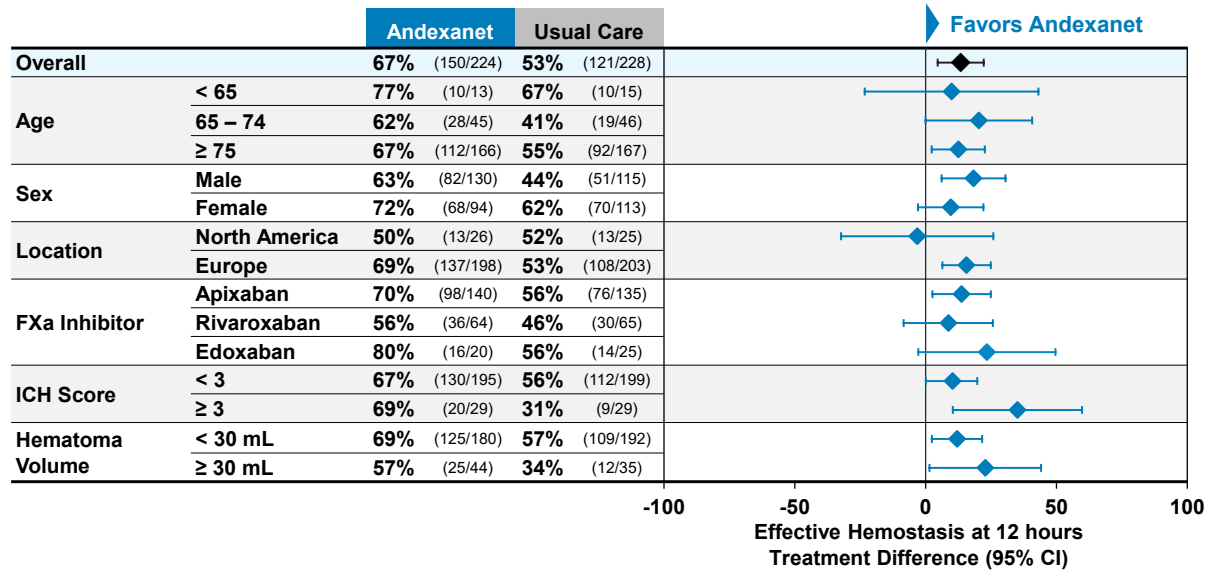 Favors Andexanet
Andexanet Usual Care
Overall 67% (150/224) 53% (121/228)
Age
< 65 77% (10/13) 67% (10/15)
65 – 74 62% (28/45) 41% (19/46)
≥ 75 67% (112/166) 55% (92/167)
Sex
Male 63% (82/130) 44% (51/115)
Female 72% (68/94) 62% (70/113)
Location
North America 50% (13/26) 52% (13/25)
Europe 69% (137/198) 53% (108/203)
FXa Inhibitor
Apixaban 70% (98/140) 56% (76/135)
Rivaroxaban 56% (36/64) 46% (30/65)
Edoxaban 80% (16/20) 56% (14/25)
ICH Score
< 3 67% (130/195) 56% (112/199)
≥ 3 69% (20/29) 31% (9/29)
Hematoma
Volume
< 30 mL 69% (125/180) 57% (109/192)
≥ 30 mL 57% (25/44) 34% (12/35)
-100 -50 0 50 100
Effective Hemostasis at 12 hours
Treatment Difference (95% CI)